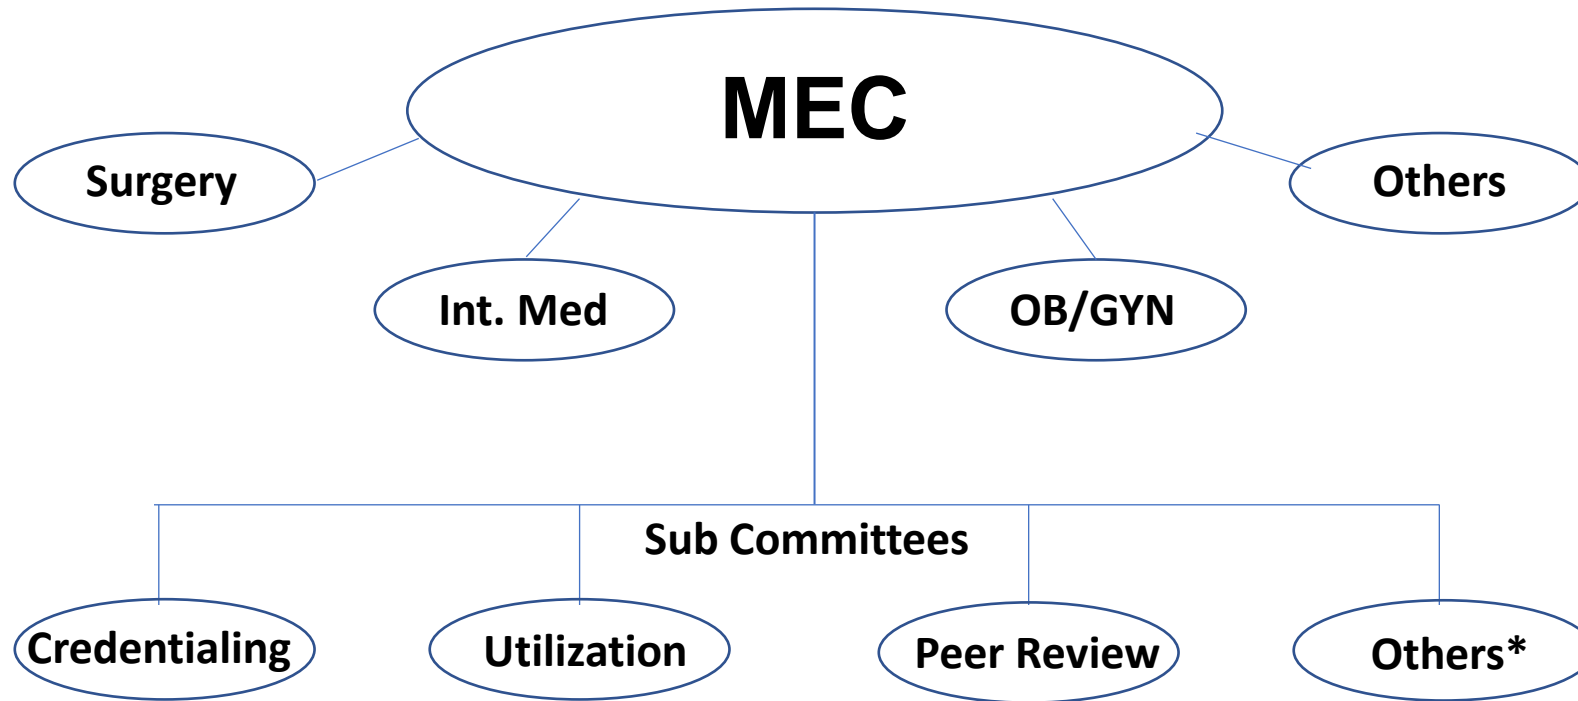 MEC
Surgery
Others
Int. Med
OB/GYN
Sub Committees
Credentialing
Utilization
Peer Review
Others*